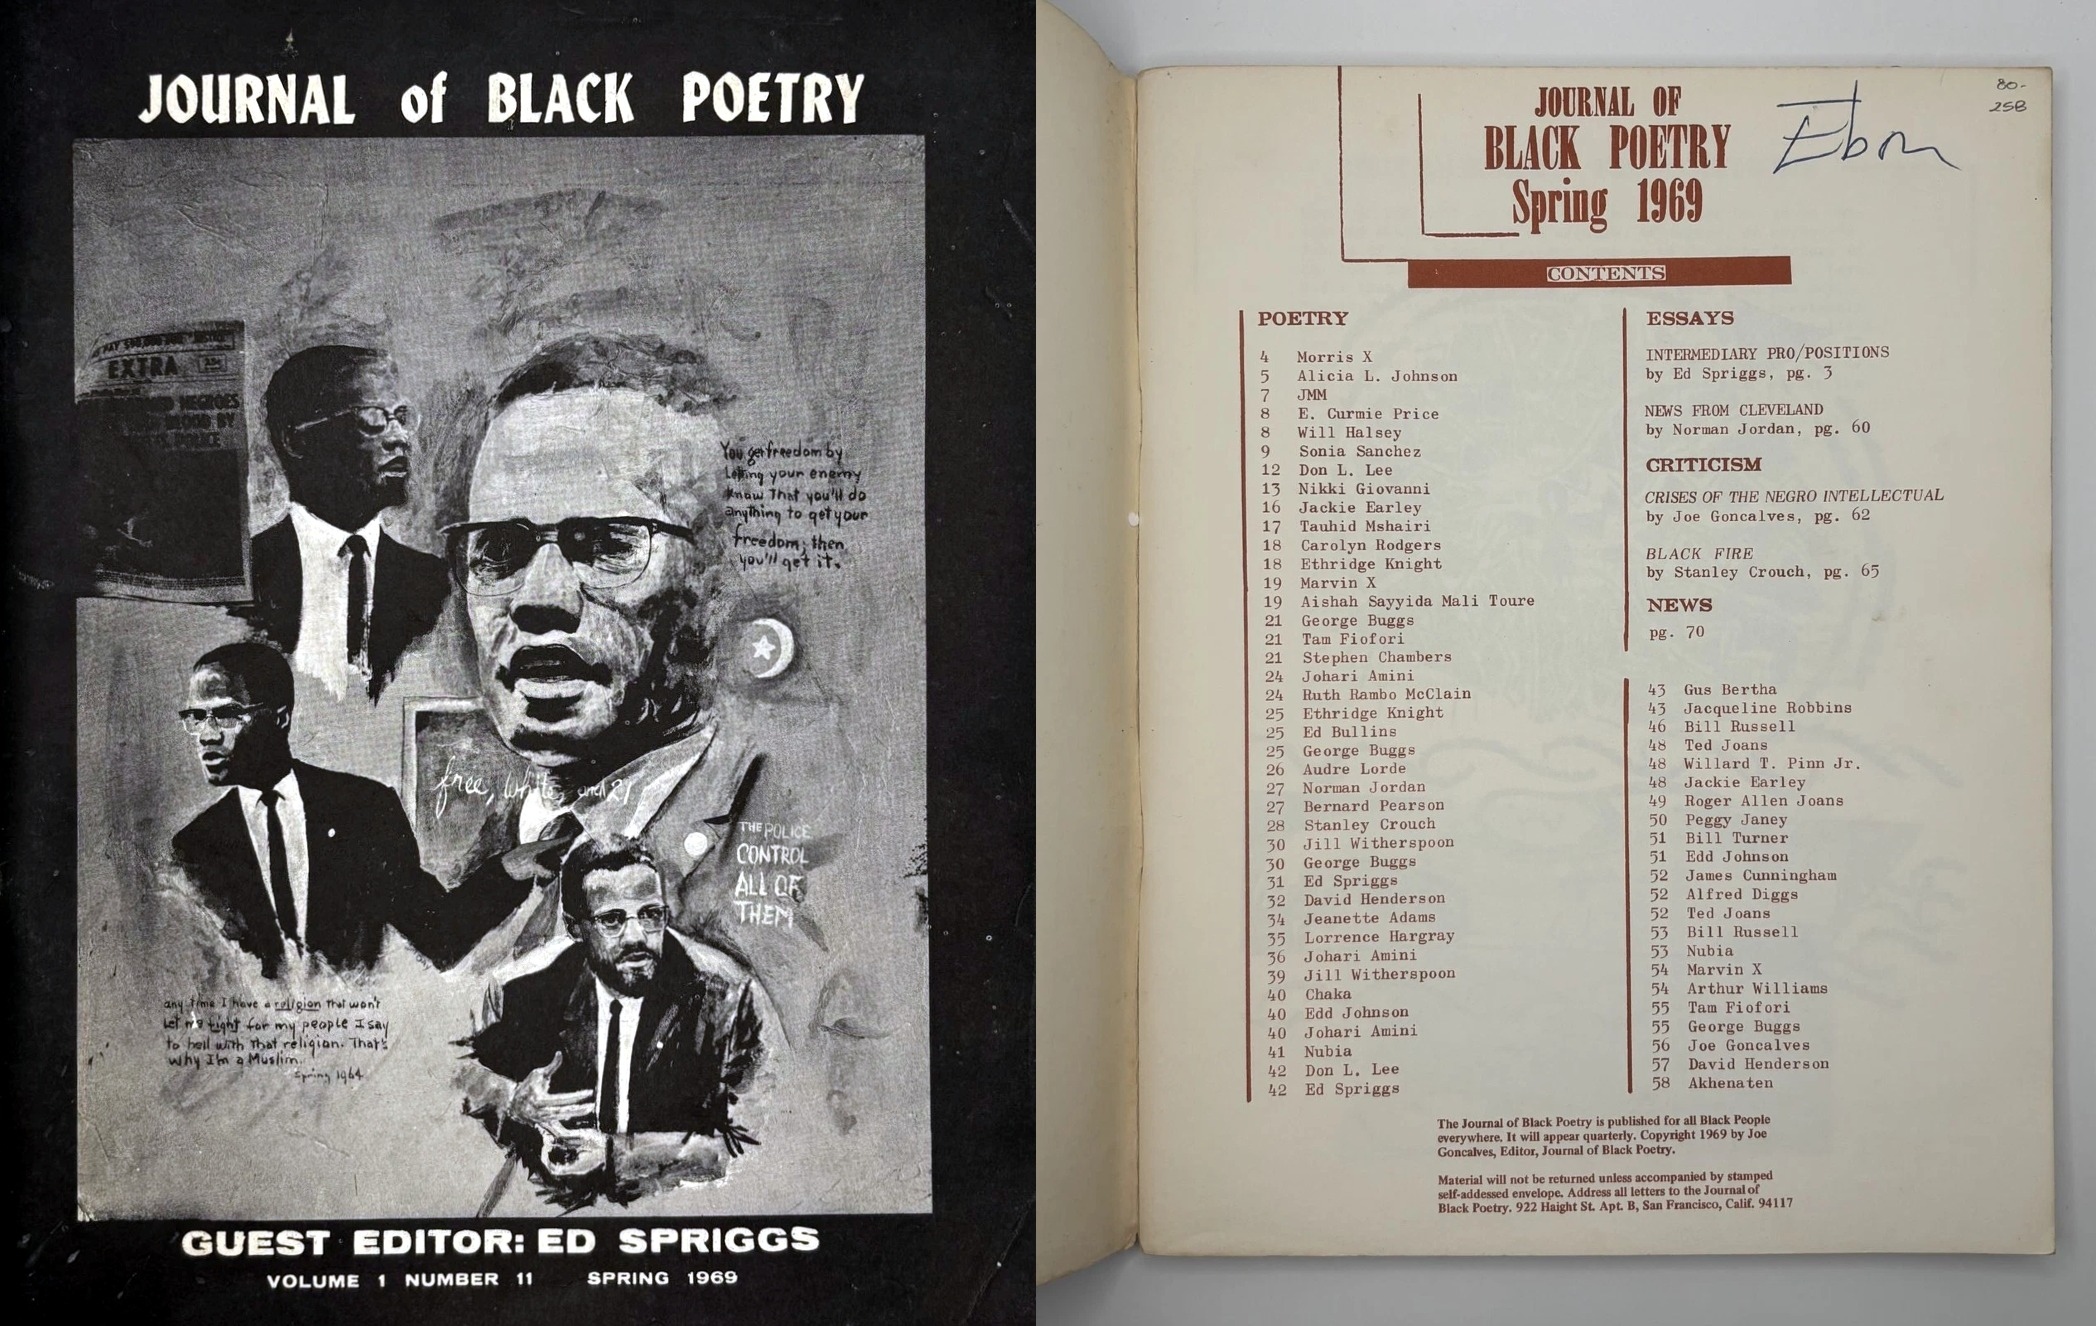 JOURNAL of BLACK POETRY
EXTRA
You get freedom by
letting your enemy
know that you'll do
anything to get your
freedom; then
you'll get it.
free, White, and 21
THE POLICE
CONTROL
ALL OF
THEM
any time I have a religion that won't
let me fight for my people I say
to hell with that religion. That's
why I'm a Muslim.
Spring 1964
GUEST EDITOR: ED SPRIGGS
VOLUME 1 NUMBER 11 SPRING 1969
JOURNAL OF
BLACK POETRY
Spring 1969
Ebon
80-
258
CONTENTS
POETRY
4 Morris X
5 Alicia L. Johnson
7 JMM
8 E. Curmie Price
8 Will Halsey
9 Sonia Sanchez
12 Don L. Lee
13 Nikki Giovanni
16 Jackie Earley
17 Tauhid Mshairi
18 Carolyn Rodgers
18 Ethridge Knight
19 Marvin X
19 Aishah Sayyida Mali Toure
21 George Buggs
21 Tam Fiofori
21 Stephen Chambers
24 Johari Amini
24 Ruth Rambo McClain
25 Ethridge Knight
25 Ed Bullins
25 George Buggs
26 Audre Lorde
27 Norman Jordan
27 Bernard Pearson
28 Stanley Crouch
30 Jill Witherspoon
30 George Buggs
31 Ed Spriggs
32 David Henderson
34 Jeanette Adams
35 Lorrence Hargray
36 Johari Amini
39 Jill Witherspoon
40 Chaka
40 Edd Johnson
40 Johari Amini
41 Nubia
42 Don L. Lee
42 Ed Spriggs
ESSAYS
INTERMEDIARY PRO/POSITIONS
by Ed Spriggs, pg. 3
NEWS FROM CLEVELAND
by Norman Jordan, pg. 60
CRITICISM
CRISES OF THE NEGRO INTELLECTUAL
by Joe Goncalves, pg. 62
BLACK FIRE
by Stanley Crouch, pg. 65
NEWS
pg. 70
43 Gus Bertha
43 Jacqueline Robbins
46 Bill Russell
48 Ted Joans
48 Willard T. Pinn Jr.
48 Jackie Earley
49 Roger Allen Joans
50 Peggy Janey
51 Bill Turner
51 Edd Johnson
52 James Cunningham
52 Alfred Diggs
52 Ted Joans
53 Bill Russell
53 Nubia
54 Marvin X
54 Arthur Williams
55 Tam Fiofori
55 George Buggs
56 Joe Goncalves
57 David Henderson
58 Akhenaten
The Journal of Black Poetry is published for all Black People
everywhere. It will appear quarterly. Copyright 1969 by Joe
Goncalves, Editor, Journal of Black Poetry.
Material will not be returned unless accompanied by stamped
self-addessed envelope. Address all letters to the Journal of
Black Poetry. 922 Haight St. Apt. B, San Francisco, Calif. 94117